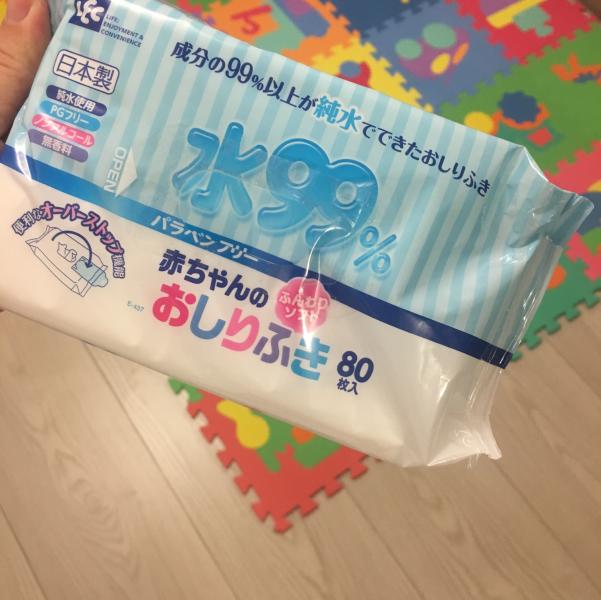 LEC
LIFE,
ENJOYMENT &
CONVENIENCE
日本製
純水使用
PGフリー
ノンアルコール
無香料
成分の99%以上が純水でできたおしりふき
OPEN
水99%
パラベンフリー
便利なオーバーストップ機能
赤ちゃんの
おしりふき
ふんわり
ソフト
80
枚入
E-437